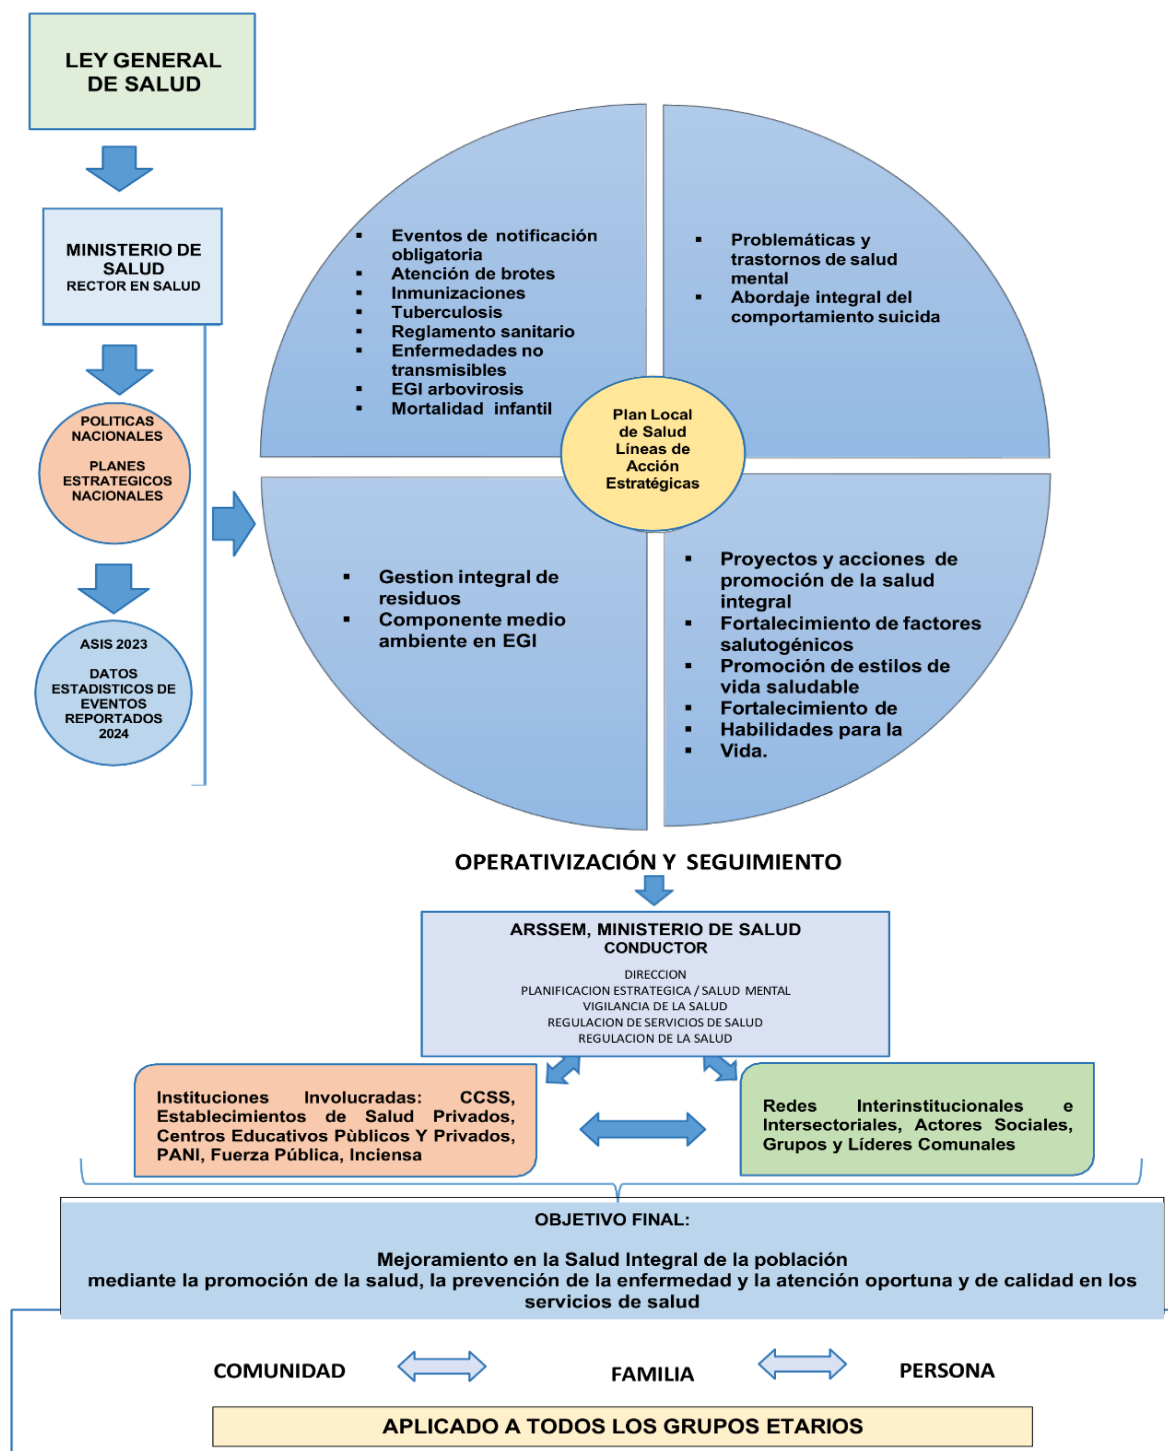 LEY GENERAL
DE SALUD
MINISTERIO DE
SALUD
RECTOR EN SALUD
POLITICAS
NACIONALES
PLANES
ESTRATEGICOS
NACIONALES
ASIS 2023
DATOS
ESTADISTICOS DE
EVENTOS
REPORTADOS
2024
▪ Eventos de notificación
obligatoria
▪ Atención de brotes
▪ Inmunizaciones
▪ Tuberculosis
▪ Reglamento sanitario
▪ Enfermedades no
transmisibles
▪ EGI arbovirosis
▪ Mortalidad infantil
▪ Problemáticas y
trastornos de salud
mental
▪ Abordaje integral del
comportamiento suicida
Plan Local
de Salud
Líneas de
Acción
Estratégicas
▪ Gestion integral de
residuos
▪ Componente medio
ambiente en EGI
▪ Proyectos y acciones de
promoción de la salud
integral
▪ Fortalecimiento de factores
salutogénicos
▪ Promoción de estilos de
vida saludable
▪ Fortalecimiento de
▪ Habilidades para la
▪ Vida.
OPERATIVIZACIÓN Y SEGUIMIENTO
ARSSEM, MINISTERIO DE SALUD
CONDUCTOR
DIRECCION
PLANIFICACION ESTRATEGICA / SALUD MENTAL
VIGILANCIA DE LA SALUD
REGULACION DE SERVICIOS DE SALUD
REGULACION DE LA SALUD
Instituciones Involucradas: CCSS,
Establecimientos de Salud Privados,
Centros Educativos Pùblicos Y Privados,
PANI, Fuerza Pública, Inciensa
Redes Interinstitucionales e
Intersectoriales, Actores Sociales,
Grupos y Líderes Comunales
OBJETIVO FINAL:
Mejoramiento en la Salud Integral de la población
mediante la promoción de la salud, la prevención de la enfermedad y la atención oportuna y de calidad en los
servicios de salud
COMUNIDAD FAMILIA PERSONA
APLICADO A TODOS LOS GRUPOS ETARIOS